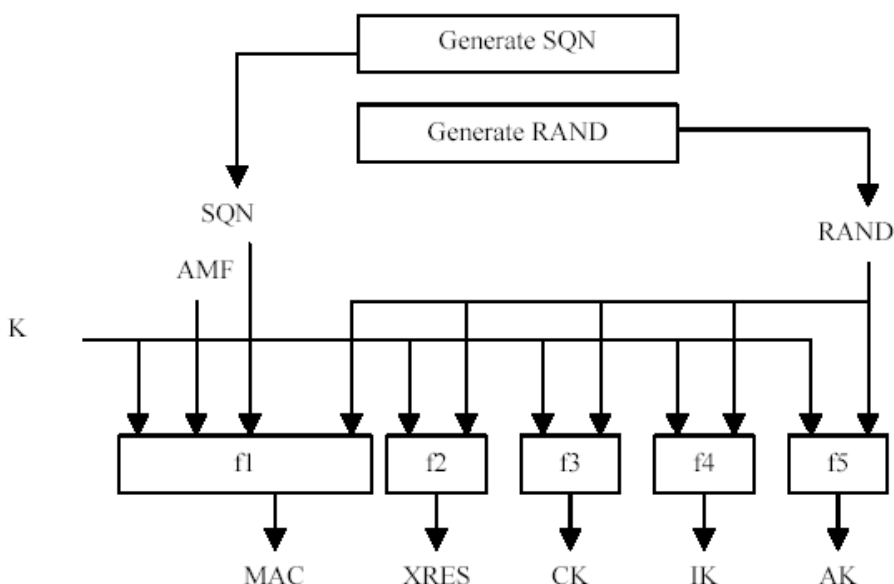 Generate SQN
Generate RAND
SQN
RAND
AMF
K
f1
f2
f3
f4
f5
MAC
XRES
CK
IK
AK